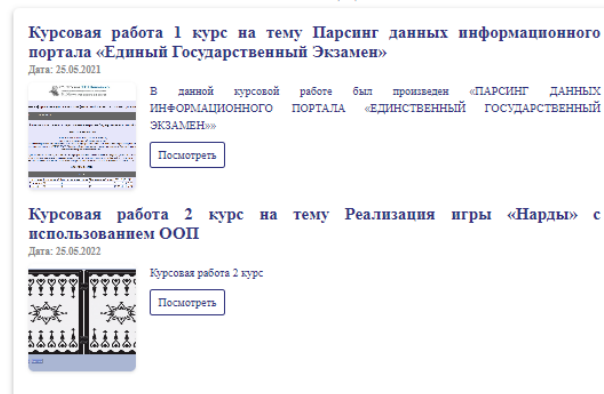 Курсовая работа 1 курс на тему Парсинг данных информационного
портала «Единый Государственный Экзамен»
Дата: 25.05.2021
В данной курсовой работе был произведен «ПАРСИНГ ДАННЫХ
ИНФОРМАЦИОННОГО ПОРТАЛА «ЕДИНСТВЕННЫЙ ГОСУДАРСТВЕННЫЙ
ЭКЗАМЕН»»
Посмотреть
Курсовая работа 2 курс на тему Реализация игры «Нарды» с
использованием ООП
Дата: 25.05.2022
Курсовая работа 2 курс
Посмотреть